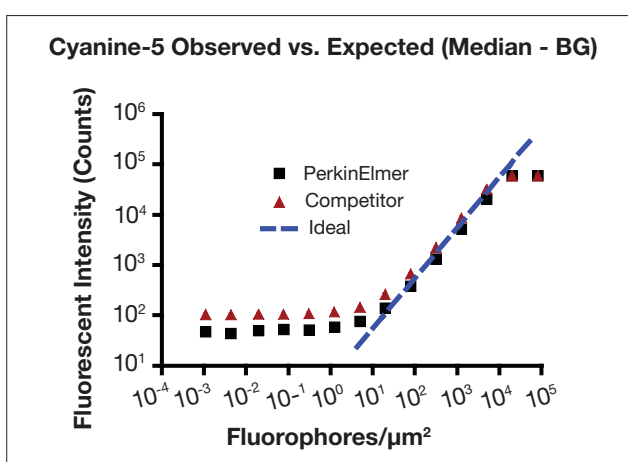 Cyanine-5 Observed vs. Expected (Median - BG)
Fluorescent Intensity (Counts)
10⁶
10⁵
10⁴
10³
10²
10¹
PerkinElmer
Competitor
Ideal
10⁻⁴ 10⁻³ 10⁻² 10⁻¹ 10⁰ 10¹ 10² 10³ 10⁴ 10⁵
Fluorophores/µm²